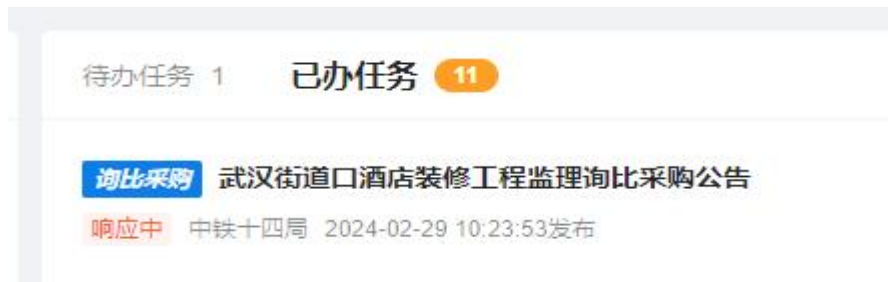 待办任务 1 已办任务 11
询比采购 武汉街道口酒店装修工程监理询比采购公告
响应中 中铁十四局 2024-02-29 10:23:53发布